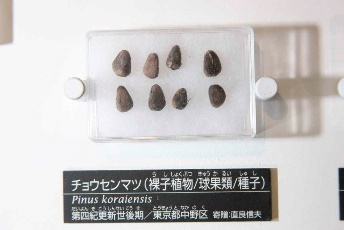 チョウセンマツ（裸子植物/球果類/種子）
Pinus koraiensis
第四紀更新世後期／東京都中野区 寄贈：直良信夫